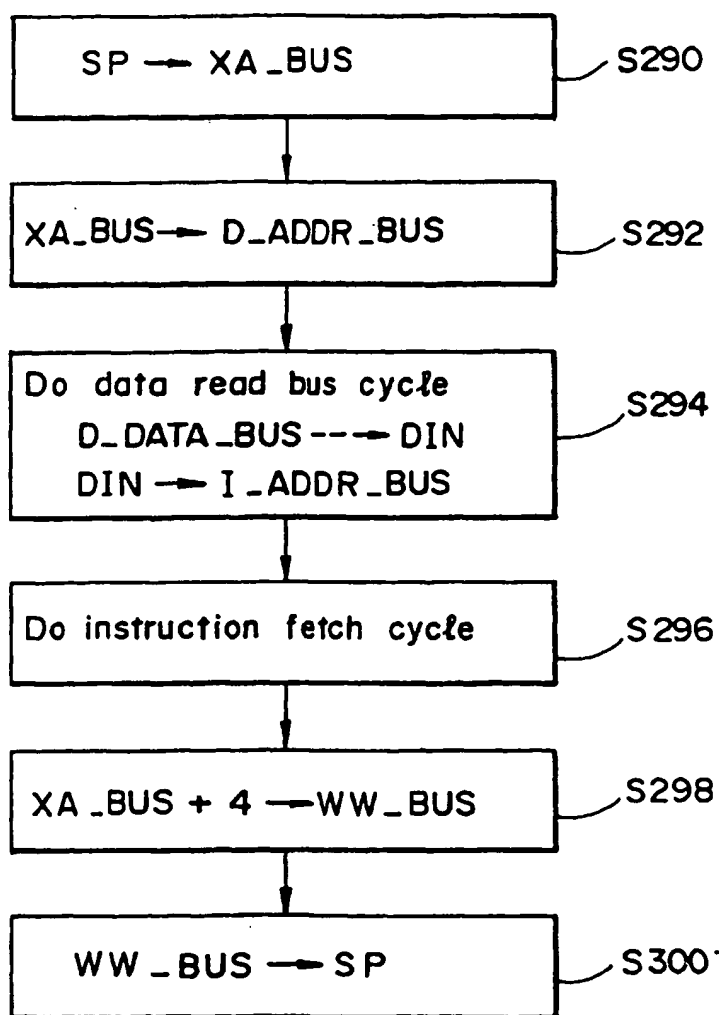 SP → XA_BUS
S290
XA_BUS → D_ADDR_BUS
S292
Do data read bus cycle
D_DATA_BUS ---→ DIN
DIN → I_ADDR_BUS
S294
Do instruction fetch cycle
S296
XA_BUS + 4 → WW_BUS
S298
WW_BUS → SP
S300